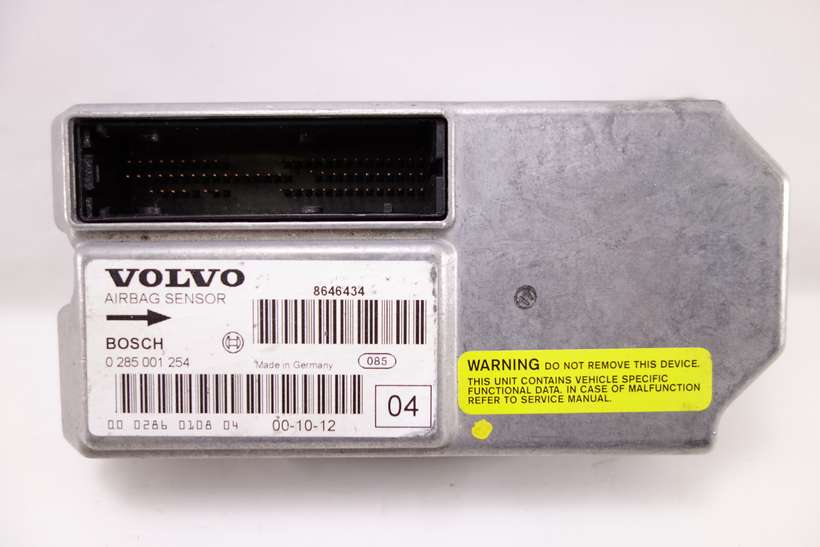 VOLVO
AIRBAG SENSOR
8646434
BOSCH
0 285 001 254
Made in Germany
085
04
00 0286 0108 04
00-10-12
WARNING DO NOT REMOVE THIS DEVICE.
THIS UNIT CONTAINS VEHICLE SPECIFIC
FUNCTIONAL DATA, IN CASE OF MALFUNCTION
REFER TO SERVICE MANUAL.